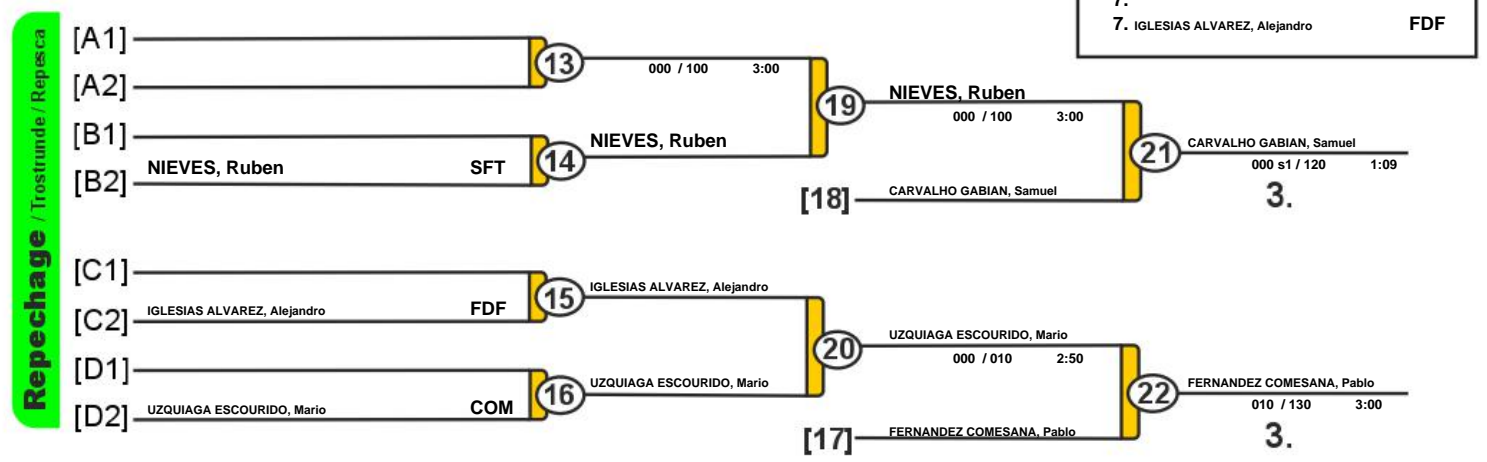 7.
7. IGLESIAS ALVAREZ, Alejandro FDF
Repechage / Trostrunde / Repesca
[A1]
13
000 / 100 3:00
[A2]
19
NIEVES, Ruben
000 / 100 3:00
[B1]
NIEVES, Ruben
14
21
CARVALHO GABIAN, Samuel
000 s1 / 120 1:09
3.
[B2]
NIEVES, Ruben SFT
[18]
CARVALHO GABIAN, Samuel
[C1]
15
IGLESIAS ALVAREZ, Alejandro
[C2]
IGLESIAS ALVAREZ, Alejandro FDF
20
UZQUIAGA ESCOURIDO, Mario
000 / 010 2:50
[D1]
16
UZQUIAGA ESCOURIDO, Mario
22
FERNANDEZ COMESANA, Pablo
010 / 130 3:00
3.
[D2]
UZQUIAGA ESCOURIDO, Mario COM
[17]
FERNANDEZ COMESANA, Pablo